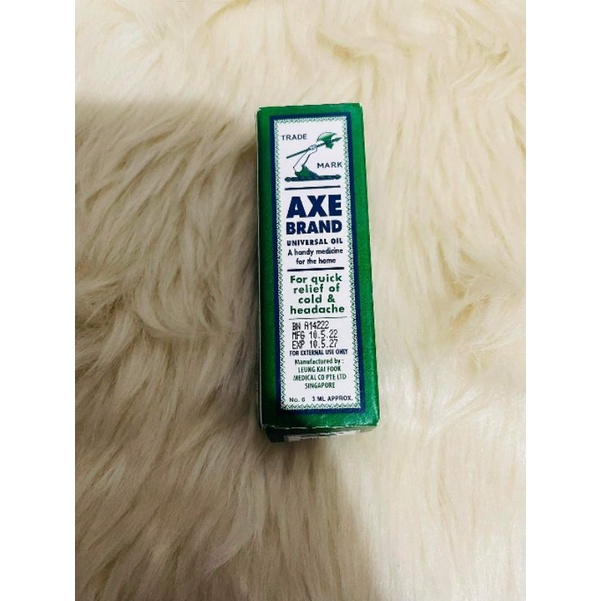 TRADE
MARK
AXE
BRAND
UNIVERSAL OIL
A handy medicine
for the home
For quick
relief of
cold &
headache
BN A14222
MFG 10.5.22
EXP 10.5.27
FOR EXTERNAL USE ONLY
Manufactured by :
LEUNG KAI FOOK
MEDICAL CO PTE LTD
SINGAPORE
No. 6 3 ML APPROX.